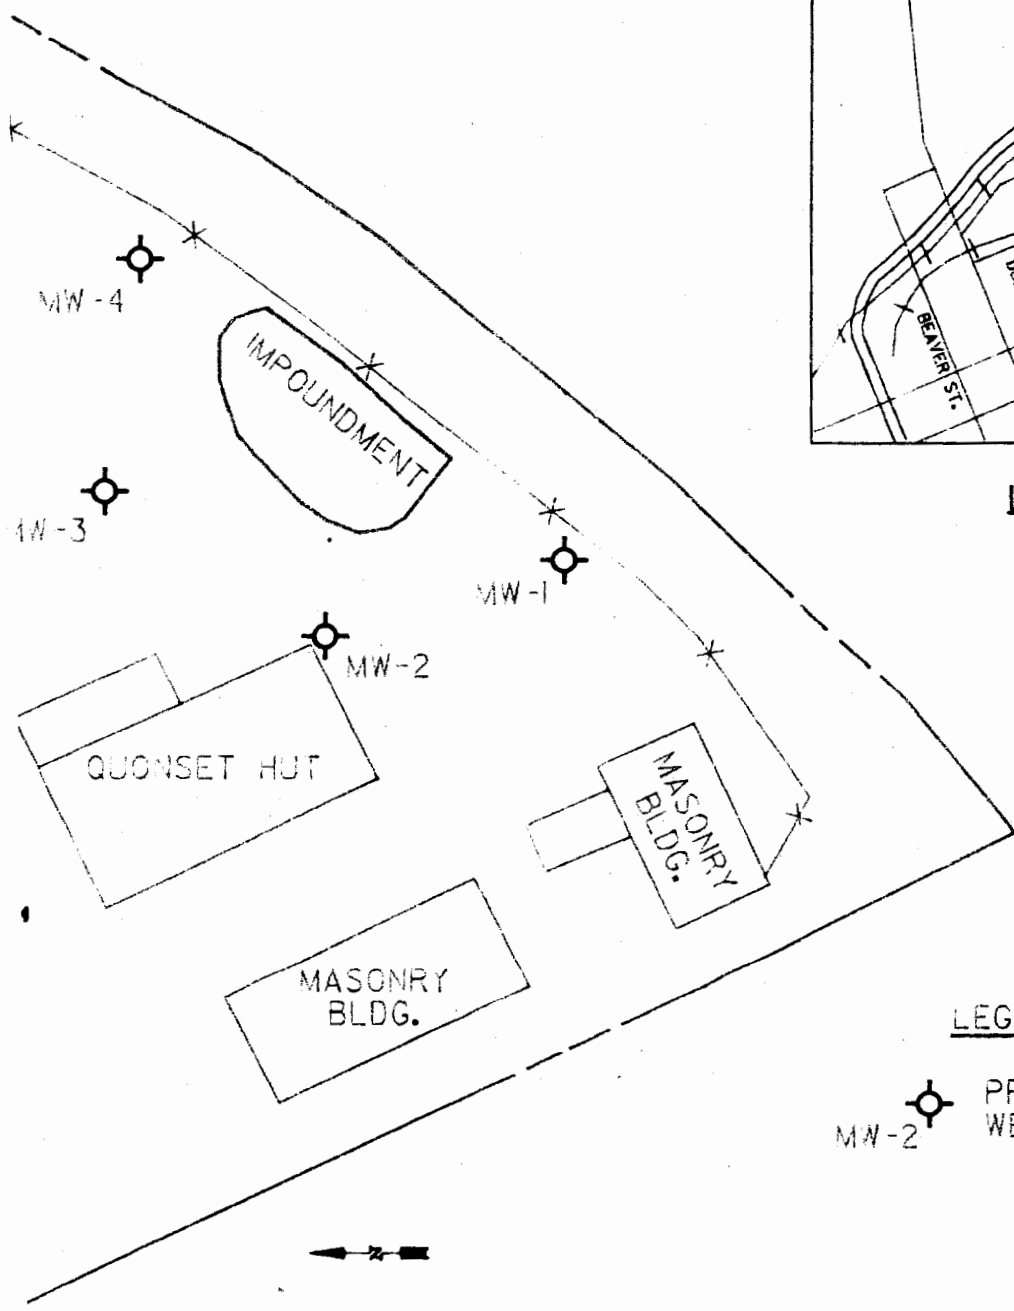 MW-4
IMPOUNDMENT
BEAVER ST.
W-3
MW-1
MW-2
QUONSET HUT
MASONRY
BLDG.
MASONRY
BLDG.
LEG
MW-2
WE
N